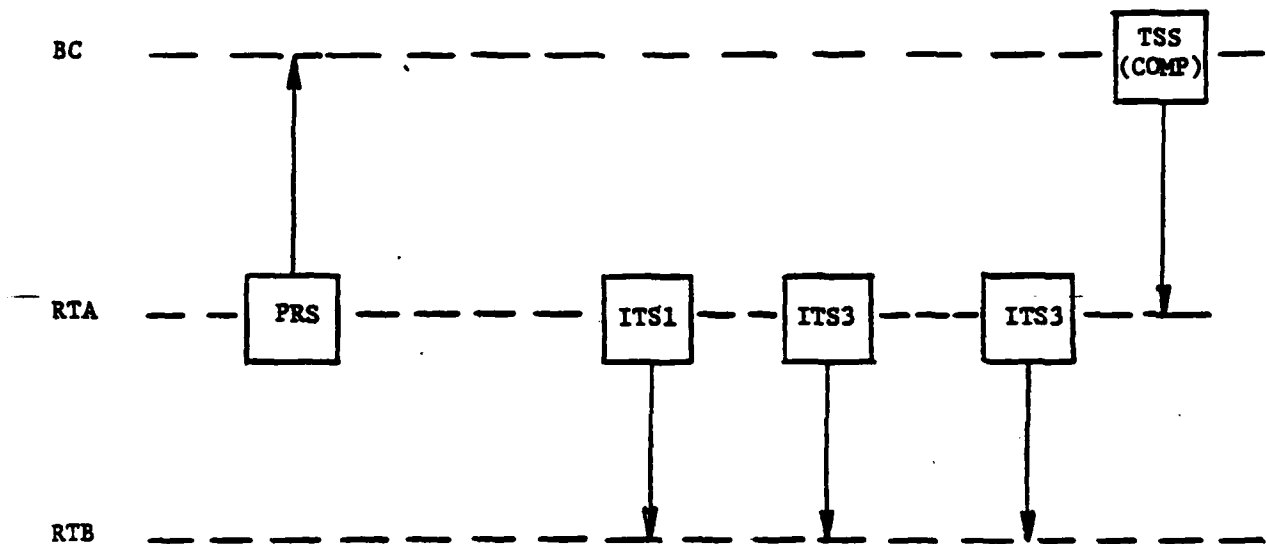 BC
TSS
(COMP)
RTA
PRS
ITS1
ITS3
ITS3
RTB